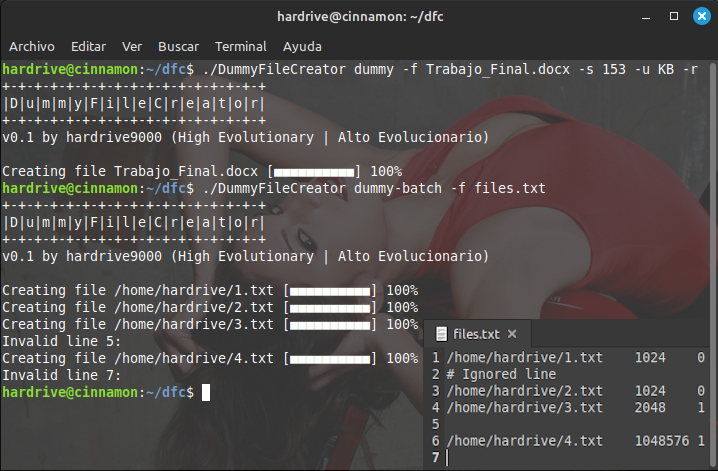 hardrive@cinnamon: ~/dfc
Archivo Editar Ver Buscar Terminal Ayuda
hardrive@cinnamon:~/dfc$ ./DummyFileCreator dummy -f Trabajo_Final.docx -s 153 -u KB -r
+-+-+-+-+-+-+-+-+-+-+-+-+-+-+-+-+
|D|u|m|m|y|F|i|l|e|C|r|e|a|t|o|r|
+-+-+-+-+-+-+-+-+-+-+-+-+-+-+-+-+
v0.1 by hardrive9000 (High Evolutionary | Alto Evolucionario)
Creating file Trabajo_Final.docx [■■■■■■■■■■] 100%
hardrive@cinnamon:~/dfc$ ./DummyFileCreator dummy-batch -f files.txt
+-+-+-+-+-+-+-+-+-+-+-+-+-+-+-+-+
|D|u|m|m|y|F|i|l|e|C|r|e|a|t|o|r|
+-+-+-+-+-+-+-+-+-+-+-+-+-+-+-+-+
v0.1 by hardrive9000 (High Evolutionary | Alto Evolucionario)
Creating file /home/hardrive/1.txt [■■■■■■■■■■] 100%
Creating file /home/hardrive/2.txt [■■■■■■■■■■] 100%
Creating file /home/hardrive/3.txt [■■■■■■■■■■] 100%
Invalid line 5:
Creating file /home/hardrive/4.txt [■■■■■■■■■■] 100%
Invalid line 7:
hardrive@cinnamon:~/dfc$
files.txt
1 /home/hardrive/1.txt 1024 0
2 # Ignored line
3 /home/hardrive/2.txt 1024 0
4 /home/hardrive/3.txt 2048 1
5
6 /home/hardrive/4.txt 1048576 1
7